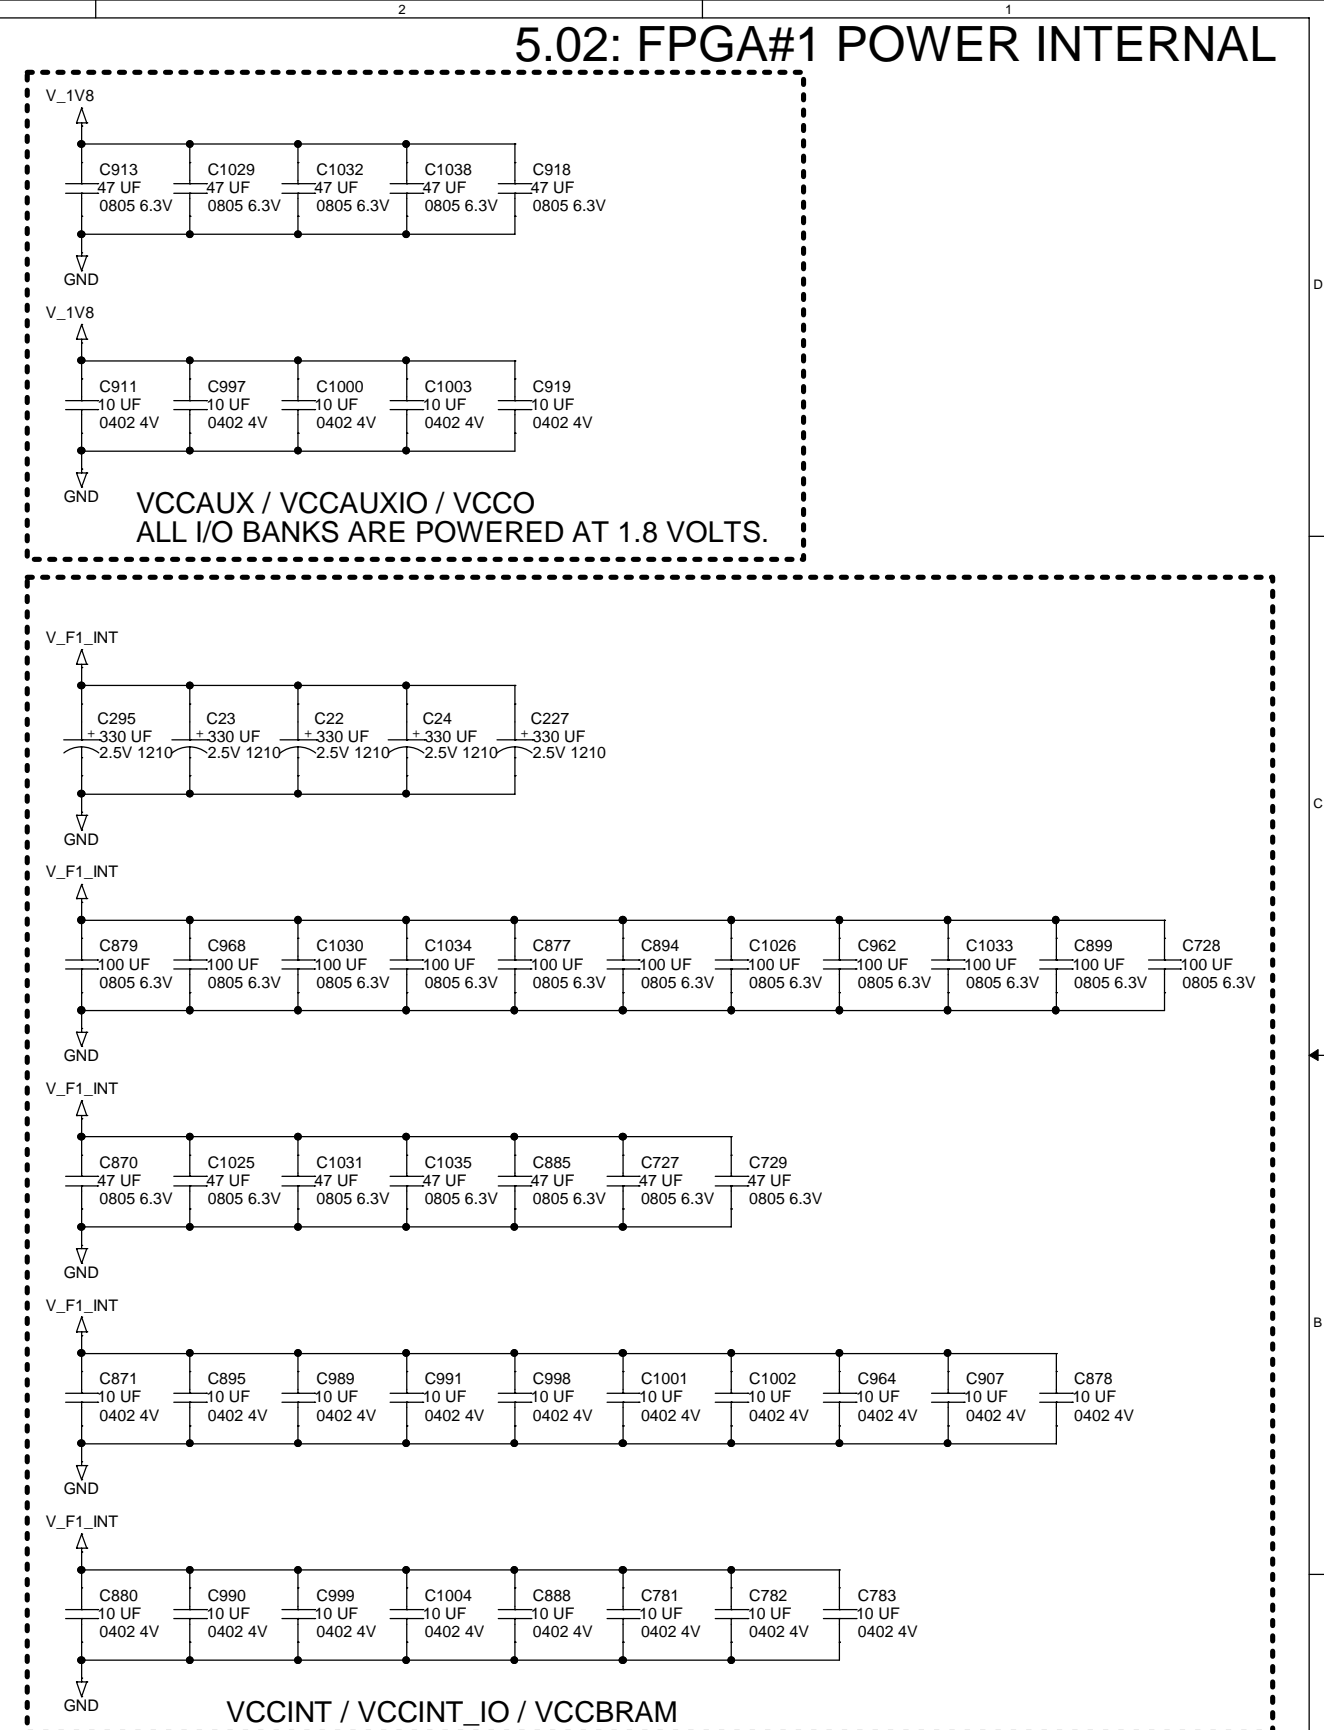 2 1
5.02: FPGA#1 POWER INTERNAL
V_1V8
C913 C1029 C1032 C1038 C918
47 UF 47 UF 47 UF 47 UF 47 UF
0805 6.3V 0805 6.3V 0805 6.3V 0805 6.3V 0805 6.3V
GND
D
V_1V8
C911 C997 C1000 C1003 C919
10 UF 10 UF 10 UF 10 UF 10 UF
0402 4V 0402 4V 0402 4V 0402 4V 0402 4V
GND
VCCAUX / VCCAUXIO / VCCO
ALL I/O BANKS ARE POWERED AT 1.8 VOLTS.
V_F1_INT
C295 C23 C22 C24 C227
+ 330 UF + 330 UF + 330 UF + 330 UF + 330 UF
2.5V 1210 2.5V 1210 2.5V 1210 2.5V 1210 2.5V 1210
C
GND
V_F1_INT
C879 C968 C1030 C1034 C877 C894 C1026 C962 C1033 C899 C728
100 UF 100 UF 100 UF 100 UF 100 UF 100 UF 100 UF 100 UF 100 UF 100 UF 100 UF
0805 6.3V 0805 6.3V 0805 6.3V 0805 6.3V 0805 6.3V 0805 6.3V 0805 6.3V 0805 6.3V 0805 6.3V 0805 6.3V 0805 6.3V
GND
V_F1_INT
C870 C1025 C1031 C1035 C885 C727 C729
47 UF 47 UF 47 UF 47 UF 47 UF 47 UF 47 UF
0805 6.3V 0805 6.3V 0805 6.3V 0805 6.3V 0805 6.3V 0805 6.3V 0805 6.3V
GND
V_F1_INT
B
C871 C895 C989 C991 C998 C1001 C1002 C964 C907 C878
10 UF 10 UF 10 UF 10 UF 10 UF 10 UF 10 UF 10 UF 10 UF 10 UF
0402 4V 0402 4V 0402 4V 0402 4V 0402 4V 0402 4V 0402 4V 0402 4V 0402 4V 0402 4V
GND
V_F1_INT
C880 C990 C999 C1004 C888 C781 C782 C783
10 UF 10 UF 10 UF 10 UF 10 UF 10 UF 10 UF 10 UF
0402 4V 0402 4V 0402 4V 0402 4V 0402 4V 0402 4V 0402 4V 0402 4V
GND
VCCINT / VCCINT_IO / VCCBRAM